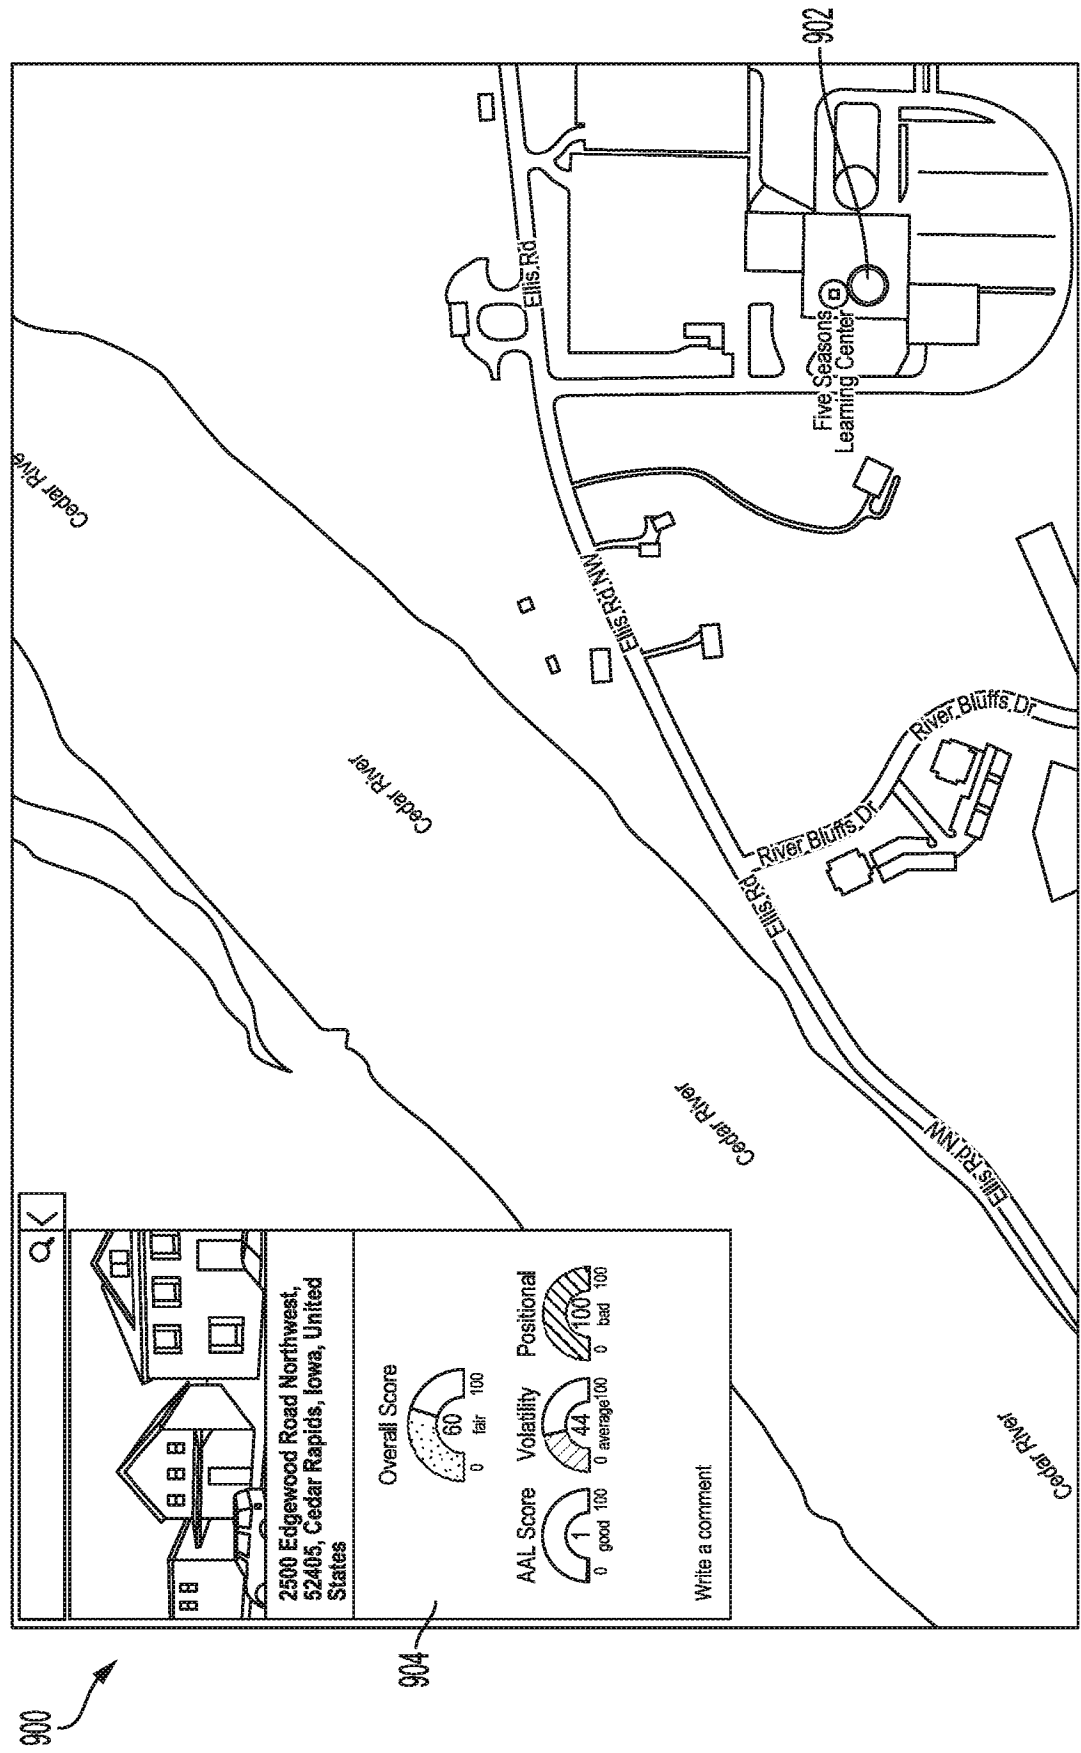 900
904
902
2500 Edgewood Road Northwest,
52405, Cedar Rapids, Iowa, United
States
Overall Score
60
0 fair 100
AAL Score
1
0 good 100
Volatility
44
0 average 100
Positional
100
0 bad 100
Write a comment
Cedar Rive
Cedar River
Cedar River
Cedar River
Ellis Rd
Ellis Rd NW
Ellis Rd
Ellis Rd NW
River Bluffs Dr
River Bluffs Dr
Five Seasons
Learning Center